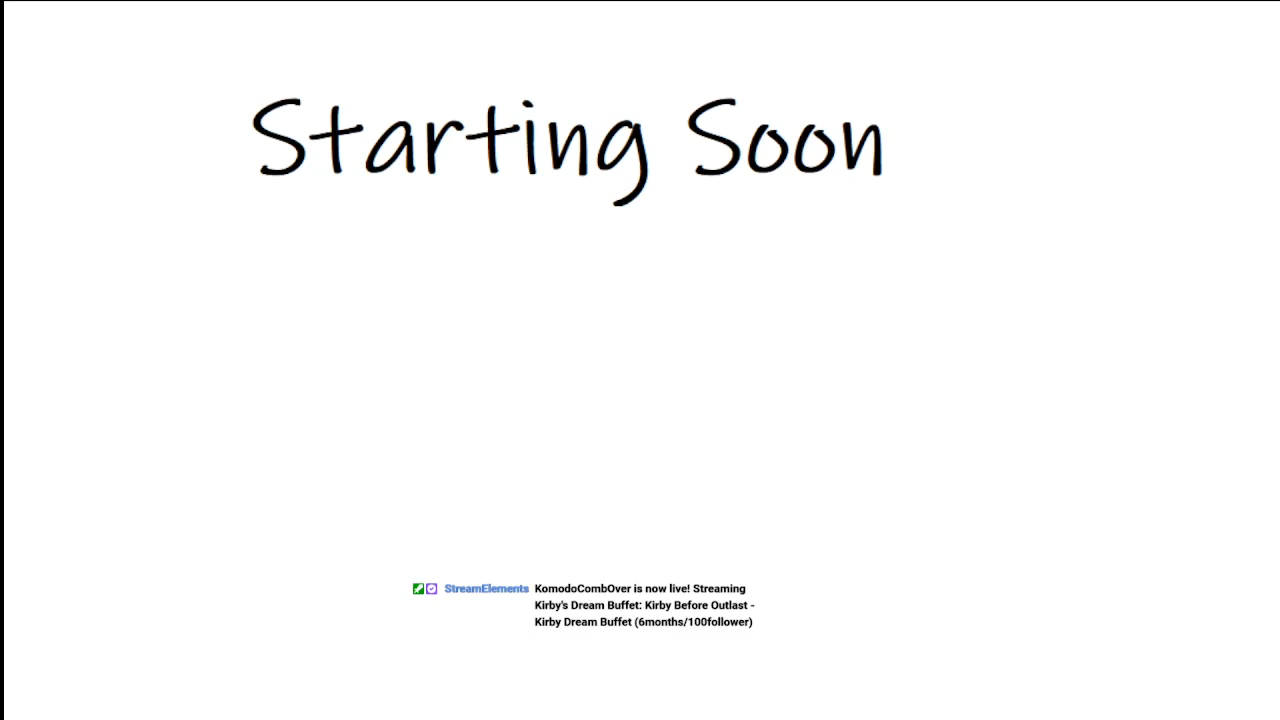 Starting Soon
StreamElements KomodoCombOver is now live! Streaming
Kirby's Dream Buffet: Kirby Before Outlast -
Kirby Dream Buffet (6months/100follower)